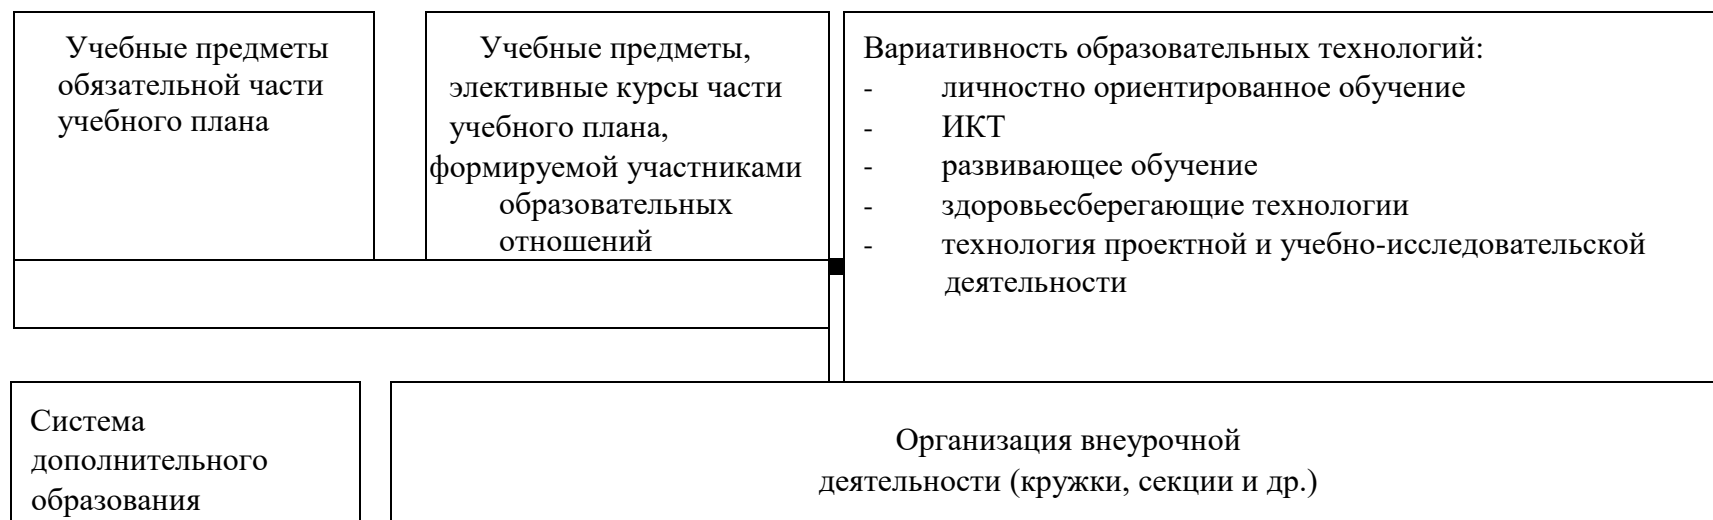 Учебные предметы
обязательной части
учебного плана
Учебные предметы,
элективные курсы части
учебного плана,
формируемой участниками
образовательных
отношений
Вариативность образовательных технологий:
- личностно ориентированное обучение
- ИКТ
- развивающее обучение
- здоровьесберегающие технологии
- технология проектной и учебно-исследовательской
деятельности
Система
дополнительного
образования
Организация внеурочной
деятельности (кружки, секции и др.)